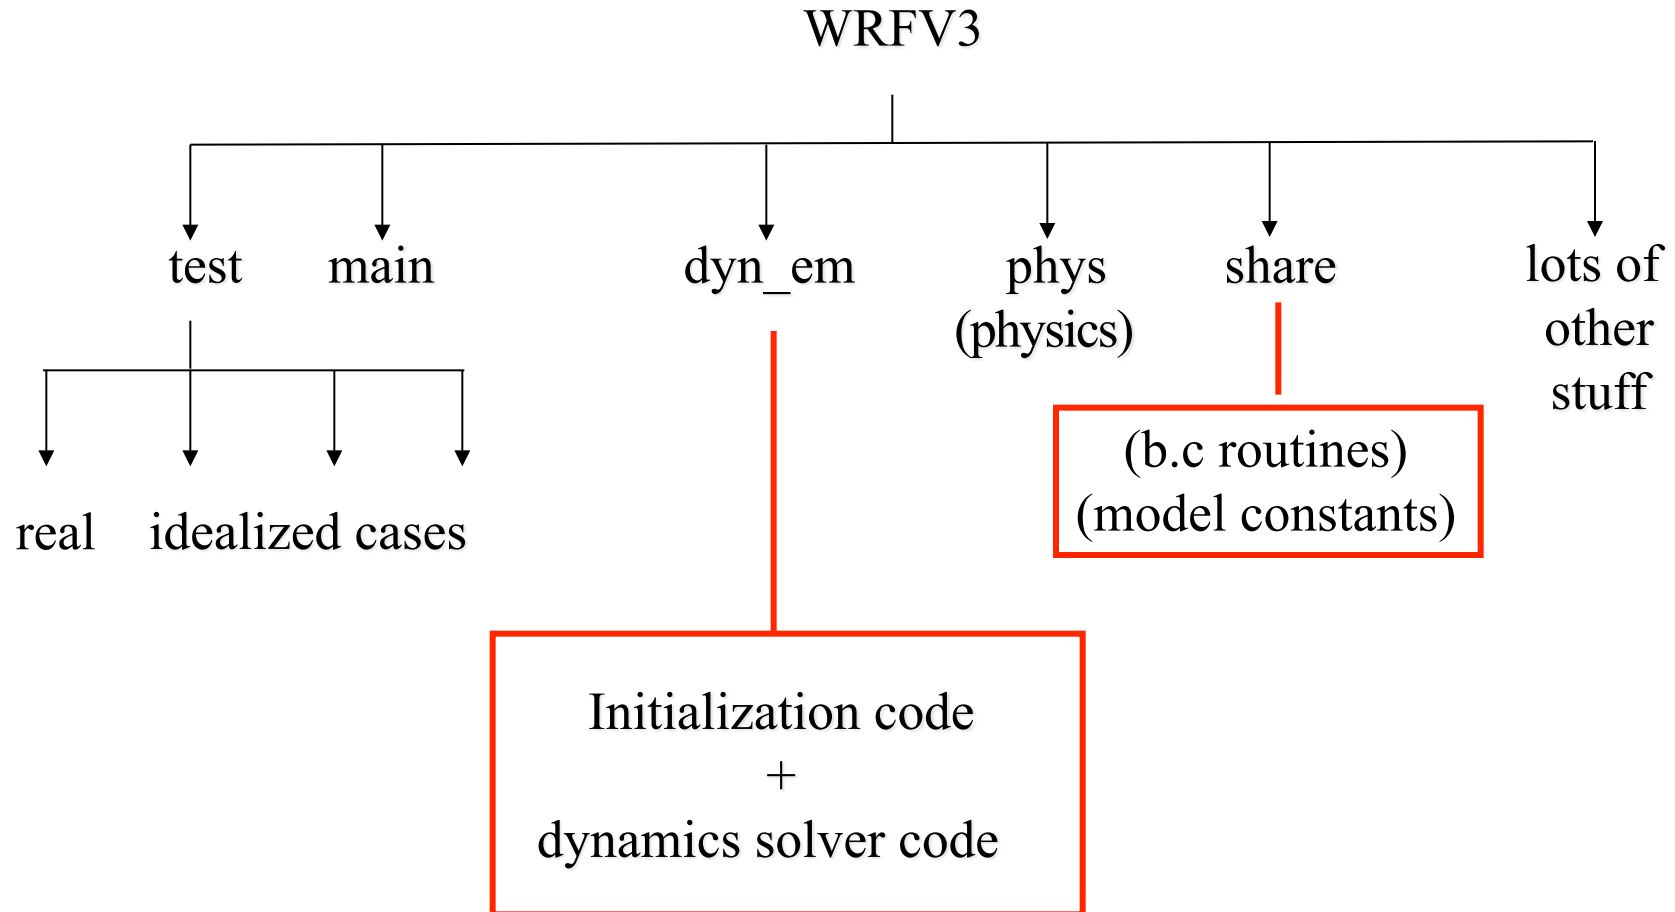 WRFV3
test main dyn_em phys share lots of
(physics) other
stuff
(b.c routines)
(model constants)
real idealized cases
Initialization code
+
dynamics solver code